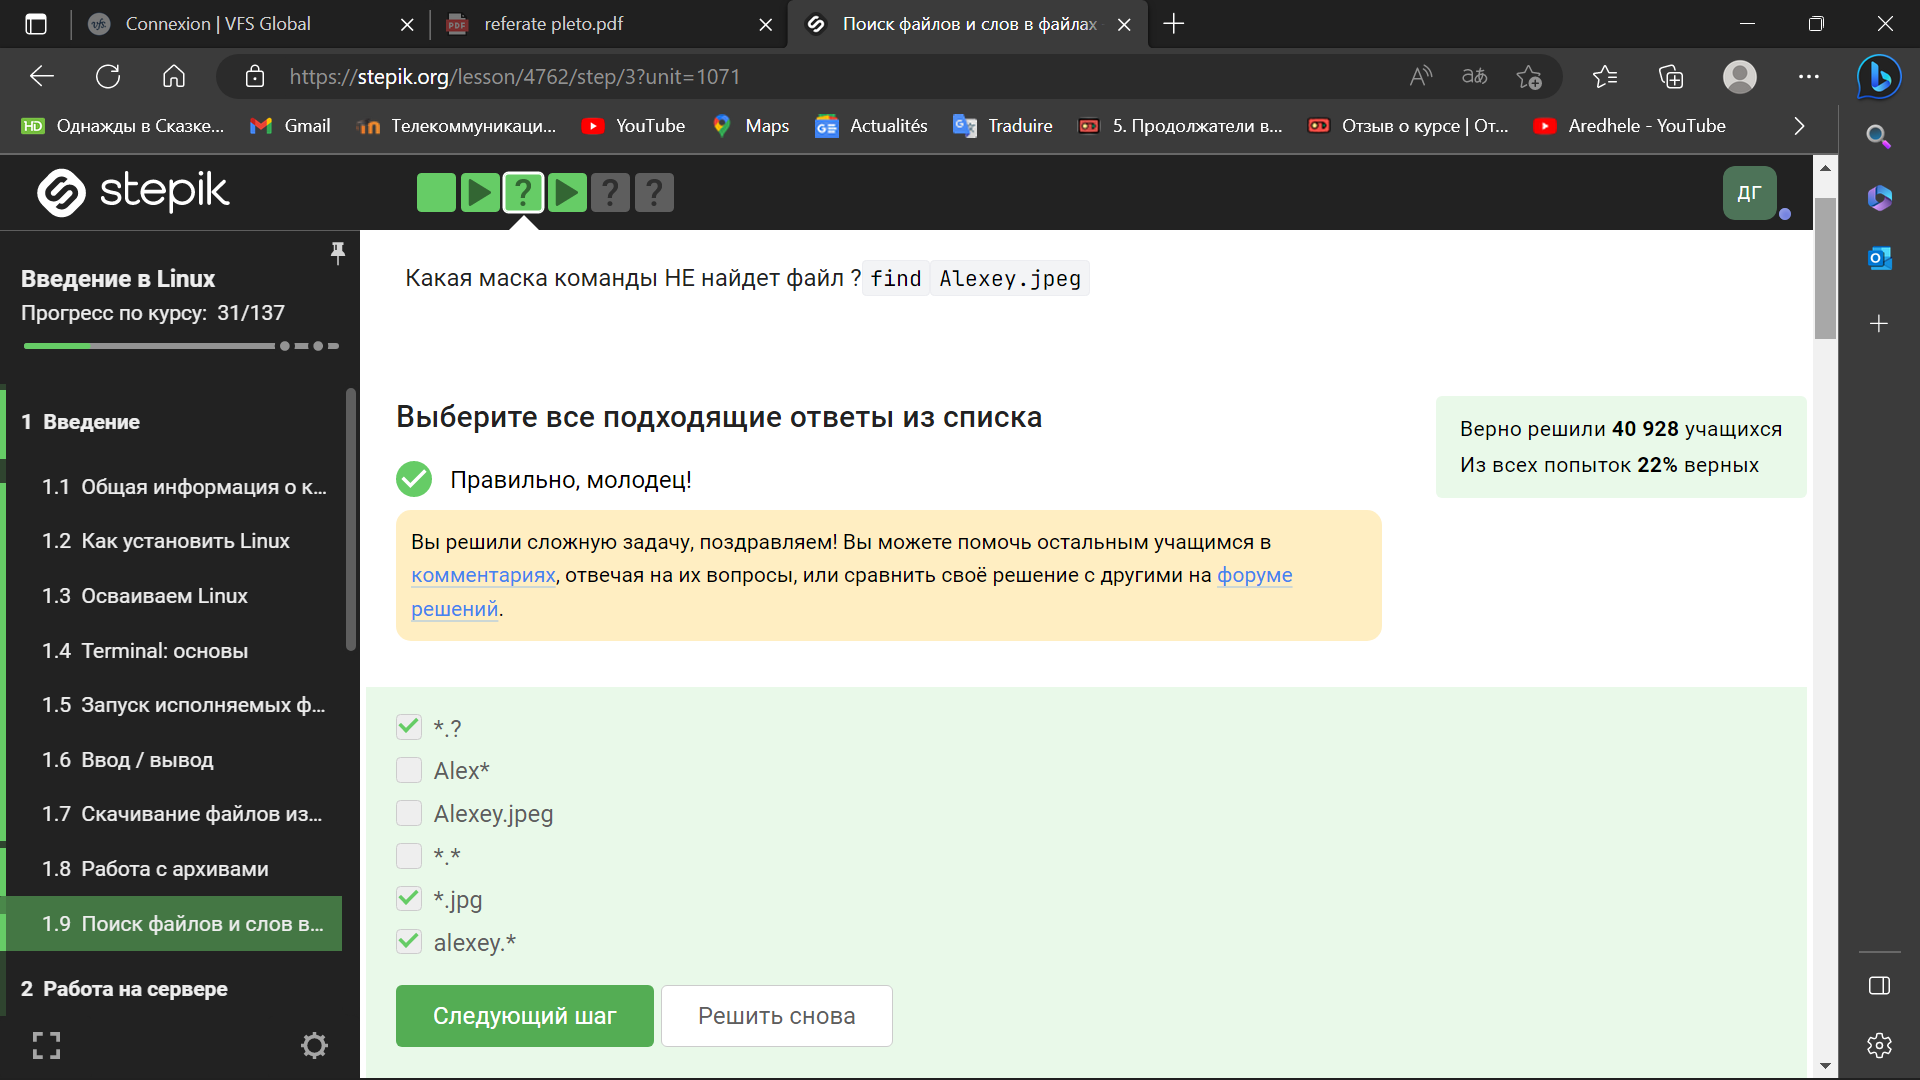 Connexion | VFS Global
referate pleto.pdf
Поиск файлов и слов в файлах
https://stepik.org/lesson/4762/step/3?unit=1071
Однажды в Сказке...
Gmail
Телекоммуникаци...
YouTube
Maps
Actualités
Traduire
5. Продолжатели в...
Отзыв о курсе | От...
Aredhele - YouTube
stepik
ДГ
Введение в Linux
Прогресс по курсу: 31/137
1 Введение
1.1 Общая информация о к...
1.2 Как установить Linux
1.3 Осваиваем Linux
1.4 Terminal: основы
1.5 Запуск исполняемых ф...
1.6 Ввод / вывод
1.7 Скачивание файлов из...
1.8 Работа с архивами
1.9 Поиск файлов и слов в...
2 Работа на сервере
Какая маска команды НЕ найдет файл ? find Alexey.jpeg
Выберите все подходящие ответы из списка
Правильно, молодец!
Верно решили 40 928 учащихся
Из всех попыток 22% верных
Вы решили сложную задачу, поздравляем! Вы можете помочь остальным учащимся в
комментариях, отвечая на их вопросы, или сравнить своё решение с другими на форуме
решений.
*.?
Alex*
Alexey.jpeg
*.*
*.jpg
alexey.*
Следующий шаг
Решить снова